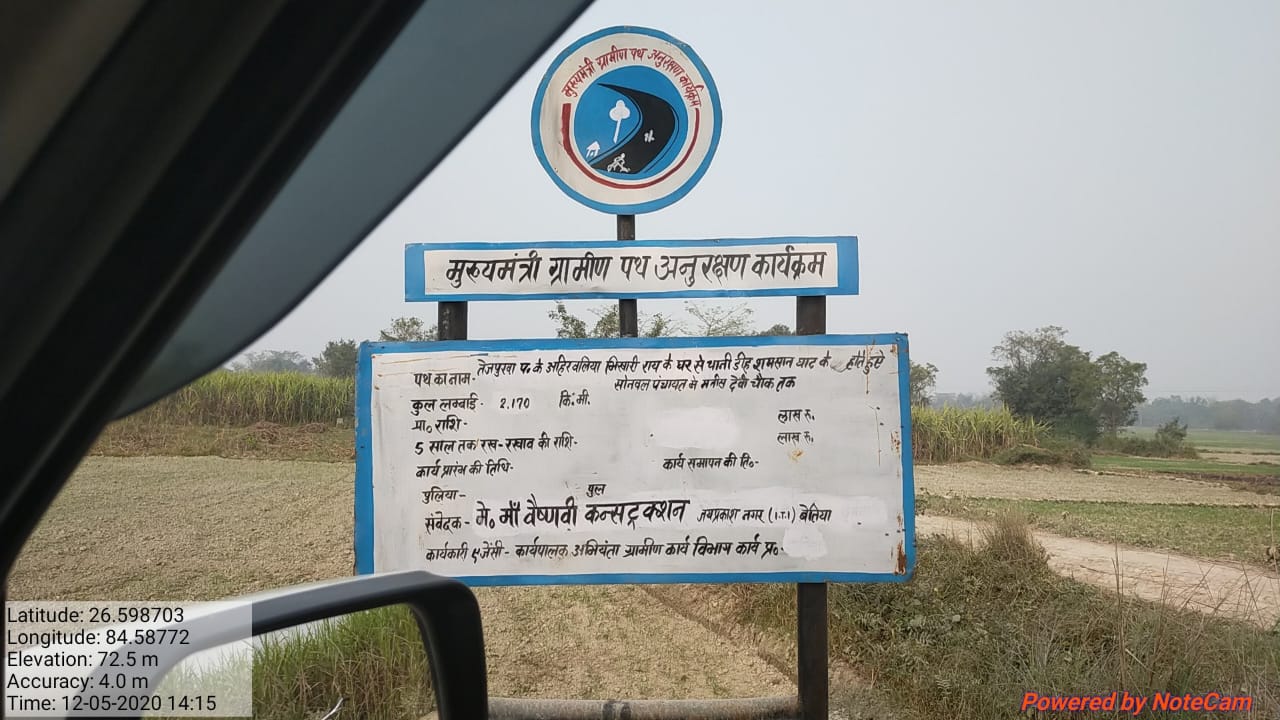 मुख्यमंत्री ग्रामीण पथ अनुरक्षण कार्यक्रम
मुख्यमंत्री ग्रामीण पथ अनुरक्षण कार्यक्रम
पथ का नाम- तेजपुरवा प० के अहिरवलिया भिखारी राय के घर से पानी डीह शमसान घाट के होते हुए
सोनवल पंचायत के देवी चौक तक
कुल लम्बाई- 2.170 कि.मी.
प्रा० राशि- लाख रु.
5 साल तक रख-रखाव की राशि- लाख रु.
कार्य प्रारंभ की तिथि- कार्य समापन की ति०-
पुलिया- पुल
संवेदक- मे० माँ वैष्णवी कन्सट्रक्शन जयप्रकाश नगर (I.T.I) बेतिया
कार्यकारी एजेंसी- कार्यपालक अभियंता ग्रामीण कार्य विभाग कार्य प्र०-
Latitude: 26.598703
Longitude: 84.58772
Elevation: 72.5 m
Accuracy: 4.0 m
Time: 12-05-2020 14:15
Powered by NoteCam